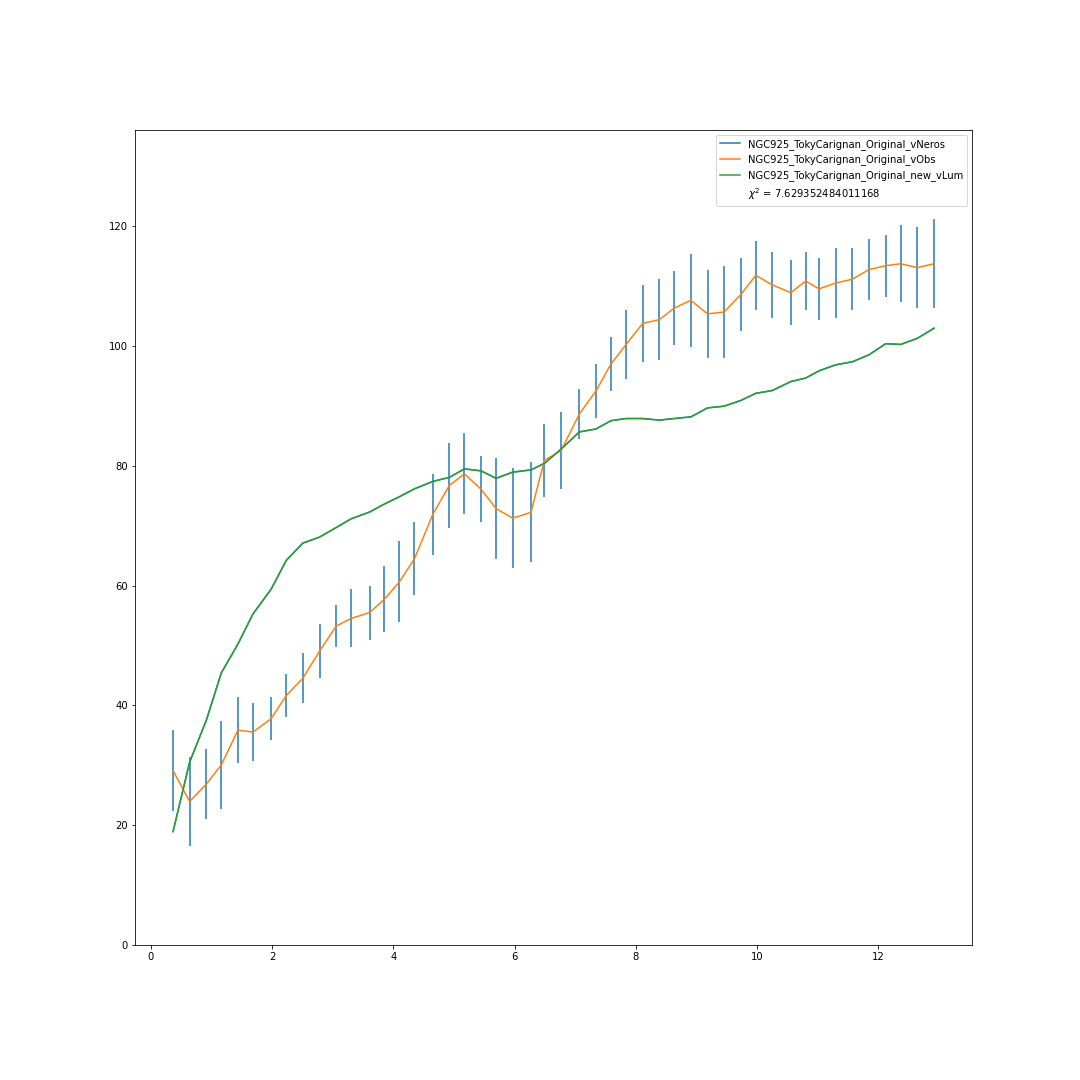 NGC925_TokyCarignan_Original_vNeros
NGC925_TokyCarignan_Original_vObs
NGC925_TokyCarignan_Original_new_vLum
χ² = 7.629352484011168
120
100
80
60
40
20
0
0 2 4 6 8 10 12